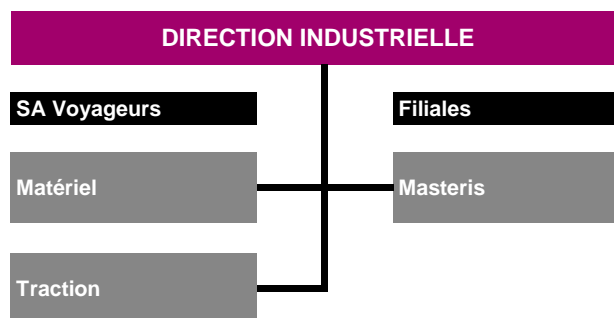 DIRECTION INDUSTRIELLE
SA Voyageurs
Filiales
Matériel
Masteris
Traction